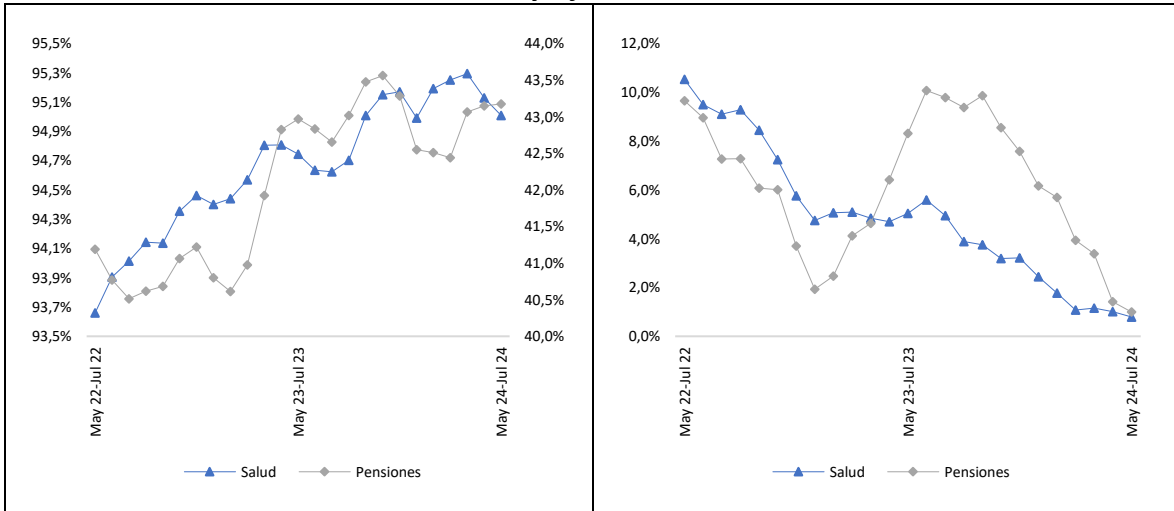 95,5%
95,3%
95,1%
94,9%
94,7%
94,5%
94,3%
94,1%
93,9%
93,7%
93,5%
44,0%
43,5%
43,0%
42,5%
42,0%
41,5%
41,0%
40,5%
40,0%
May 22-Jul 22
May 23-Jul 23
May 24-Jul 24
Salud
Pensiones
12,0%
10,0%
8,0%
6,0%
4,0%
2,0%
0,0%
May 22-Jul 22
May 23-Jul 23
May 24-Jul 24
Salud
Pensiones